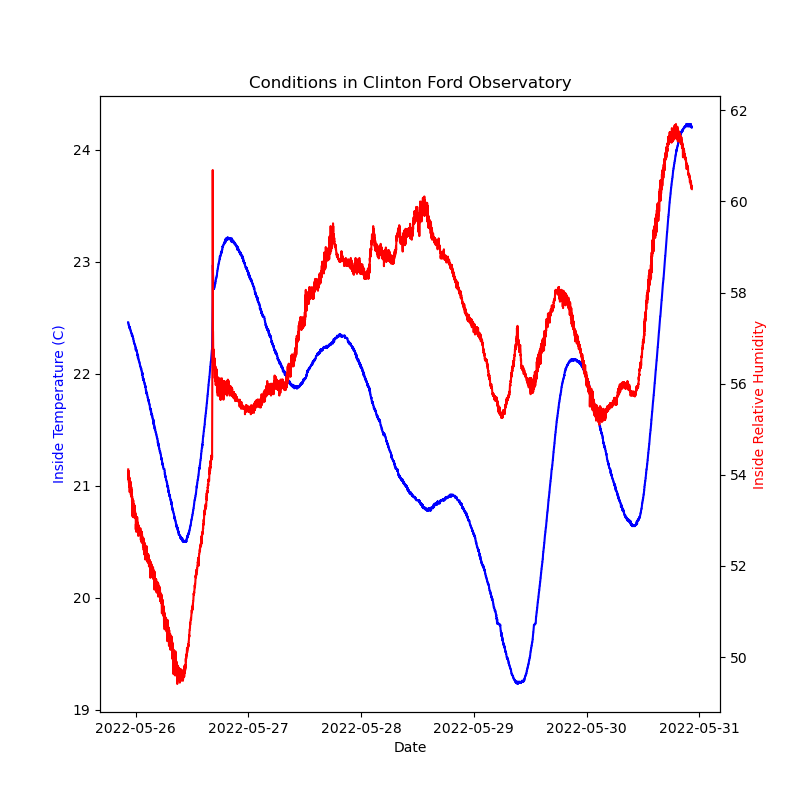 Conditions in Clinton Ford Observatory
Inside Temperature (C)
24
23
22
21
20
19
62
60
58
56
54
52
50
Inside Relative Humidity
2022-05-26 2022-05-27 2022-05-28 2022-05-29 2022-05-30 2022-05-31
Date